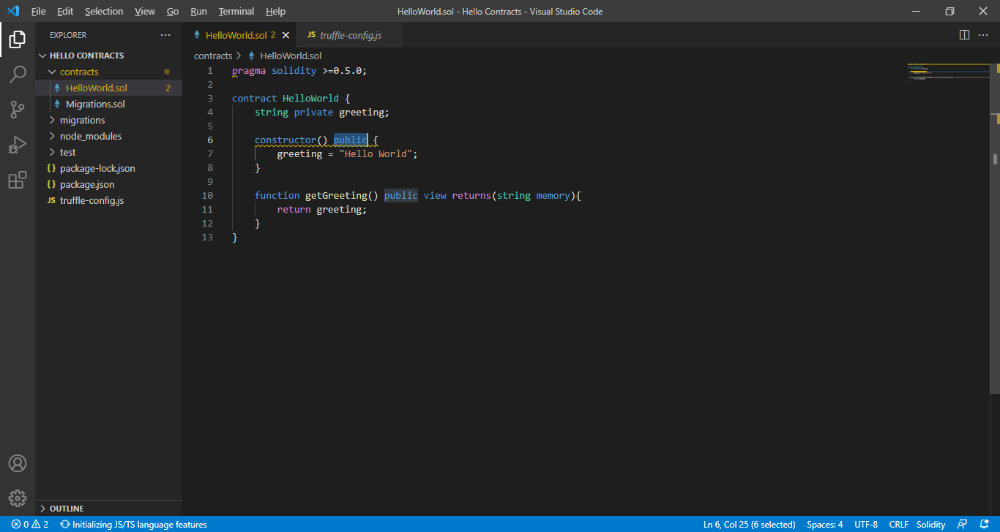 File Edit Selection View Go Run Terminal Help HelloWorld.sol - Hello Contracts - Visual Studio Code
EXPLORER
HELLO CONTRACTS
contracts
HelloWorld.sol 2
Migrations.sol
migrations
node_modules
test
package-lock.json
package.json
JS truffle-config.js
OUTLINE
HelloWorld.sol 2 JS truffle-config.js
contracts > HelloWorld.sol
1 pragma solidity >=0.5.0;
2
3 contract HelloWorld {
4 string private greeting;
5
6 constructor() public {
7 greeting = "Hello World";
8 }
9
10 function getGreeting() public view returns(string memory){
11 return greeting;
12 }
13 }
0 2 Initializing JS/TS language features Ln 6, Col 25 (6 selected) Spaces: 4 UTF-8 CRLF Solidity